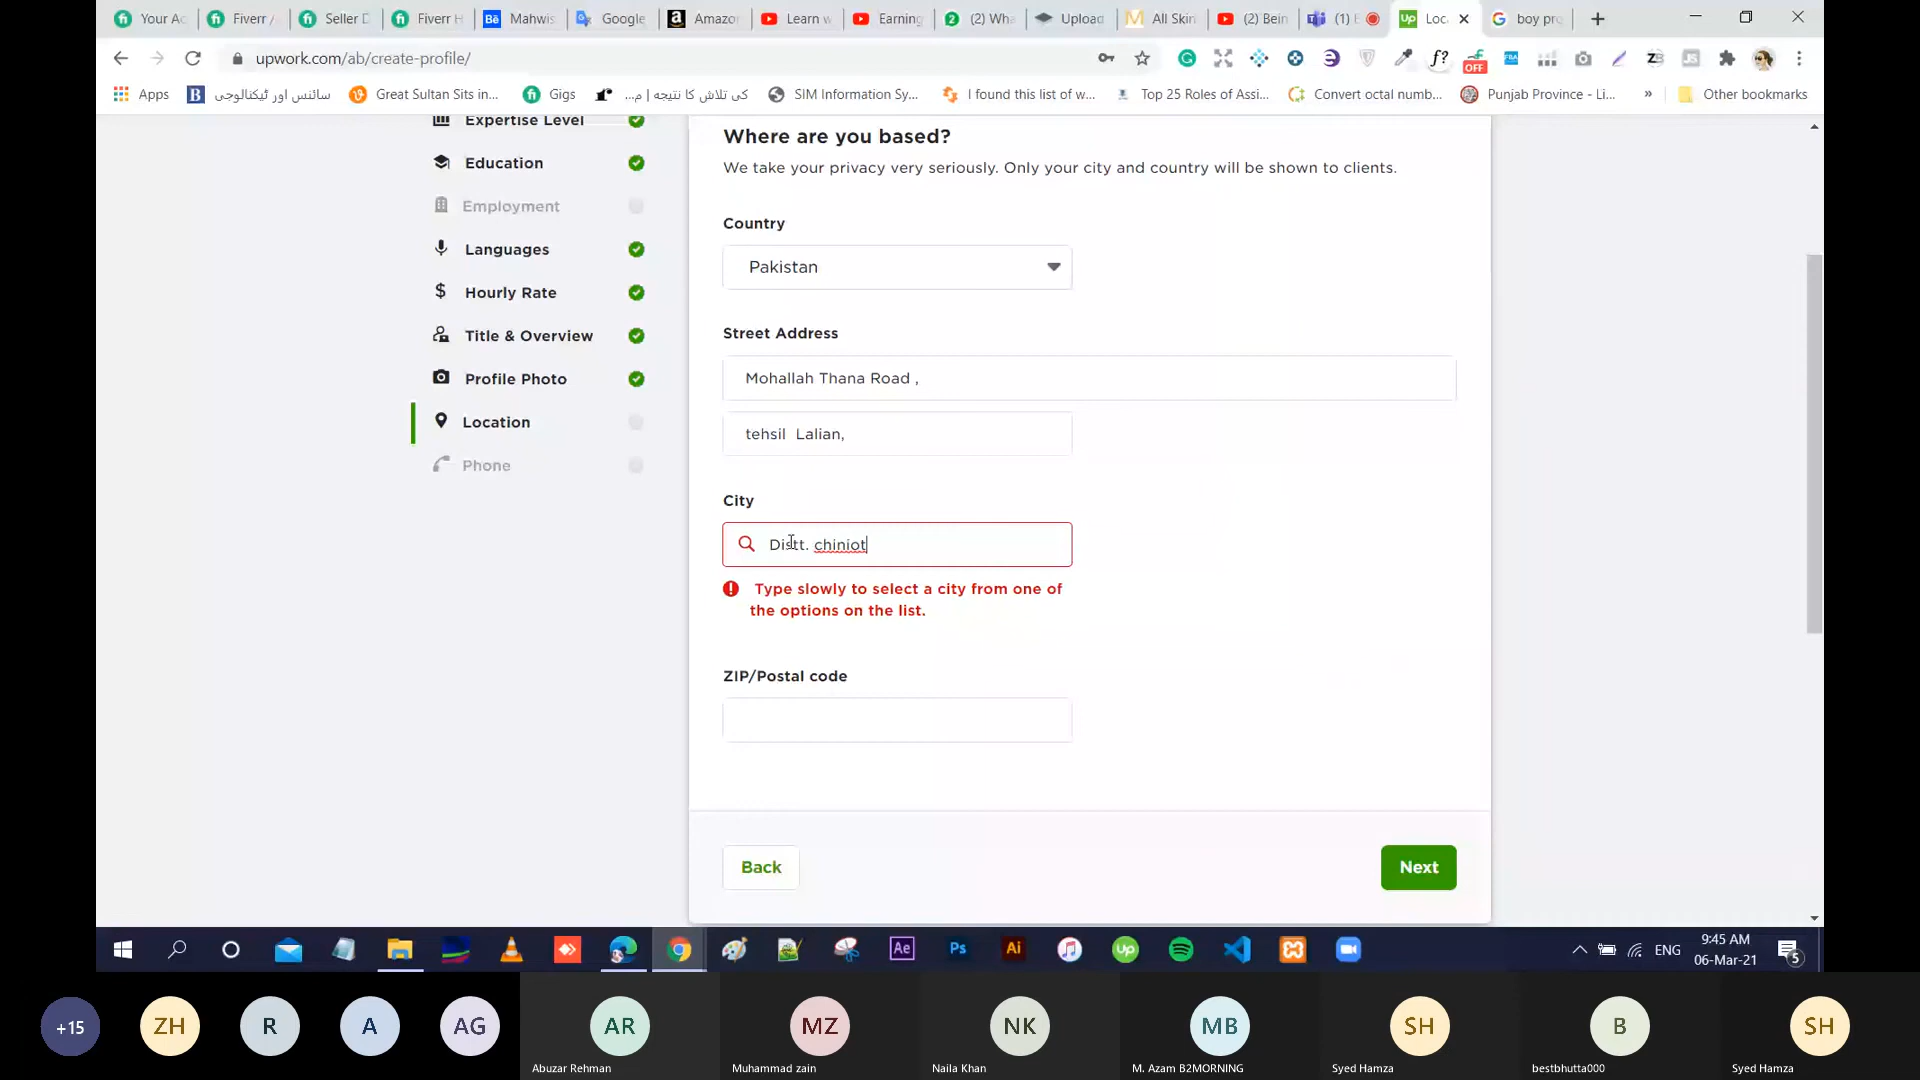 Your Ac
Fiverr /
Seller D
Fiverr H
Mahwis
Google
Amazon
Learn w
Earning
(2) Wha
Upload
All Skin
(2) Bein
(1)
Loc
boy pro
upwork.com/ab/create-profile/
OFF
Apps
سائنس اور ٹیکنالوجی
Great Sultan Sits in...
Gigs
کی تلاش کا نتیجہ | م...
SIM Information Sy...
I found this list of w...
Top 25 Roles of Assi...
Convert octal numb...
Punjab Province - Li...
»
Other bookmarks
Expertise Level
Education
Employment
Languages
Hourly Rate
Title & Overview
Profile Photo
Location
Phone
Where are you based?
We take your privacy very seriously. Only your city and country will be shown to clients.
Country
Pakistan
Street Address
Mohallah Thana Road ,
tehsil  Lalian,
City
Distt. chiniot
Type slowly to select a city from one of
the options on the list.
ZIP/Postal code
Back
Next
ENG
9:45 AM
06-Mar-21
5
+15
ZH
R
A
AG
AR
MZ
NK
MB
SH
B
SH
Abuzar Rehman
Muhammad zain
Naila Khan
M. Azam B2MORNING
Syed Hamza
bestbhutta000
Syed Hamza